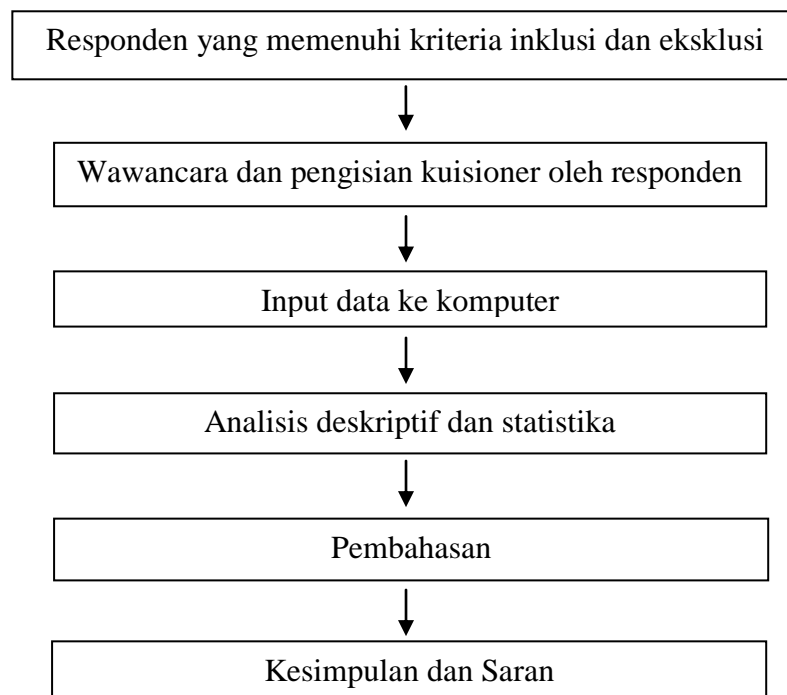 Responden yang memenuhi kriteria inklusi dan eksklusi
Wawancara dan pengisian kuisioner oleh responden
Input data ke komputer
Analisis deskriptif dan statistika
Pembahasan
Kesimpulan dan Saran